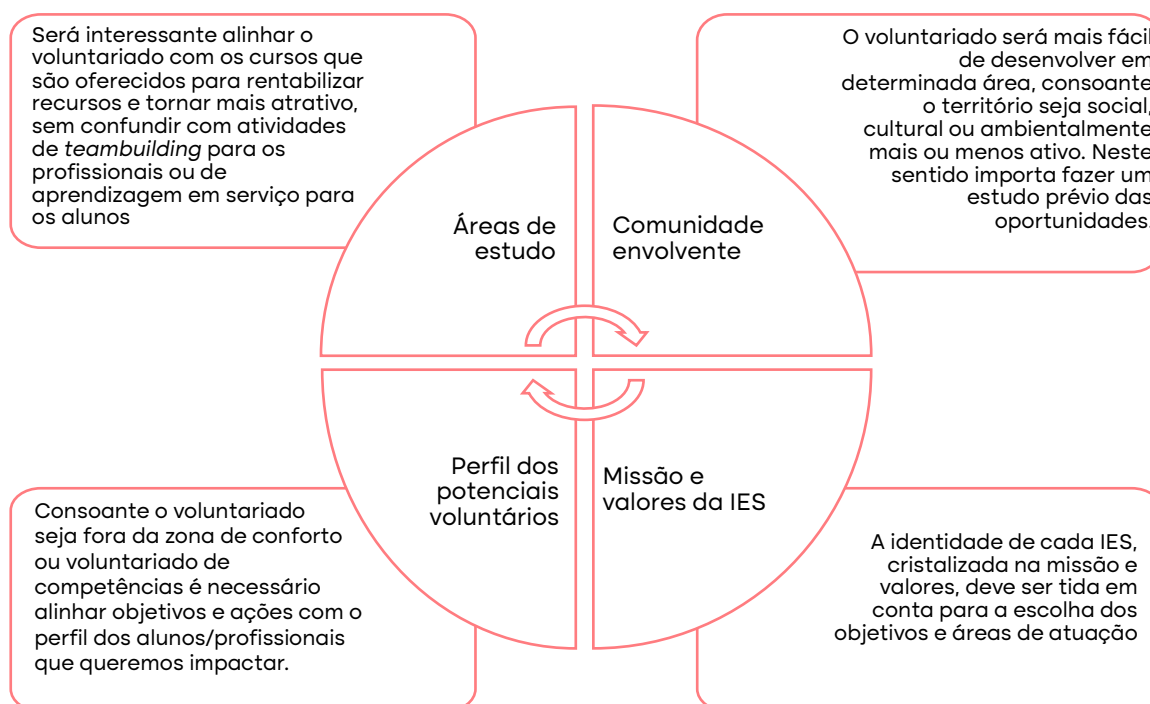 Será interessante alinhar o
voluntariado com os cursos que
são oferecidos para rentabilizar
recursos e tornar mais atrativo,
sem confundir com atividades
de teambuilding para os
profissionais ou de
aprendizagem em serviço para
os alunos
O voluntariado será mais fácil
de desenvolver em
determinada área, consoante
o território seja social,
cultural ou ambientalmente
mais ou menos ativo. Neste
sentido importa fazer um
estudo prévio das
oportunidades.
Áreas de
estudo
Comunidade
envolvente
Perfil dos
potenciais
voluntários
Missão e
valores da IES
Consoante o voluntariado
seja fora da zona de conforto
ou voluntariado de
competências é necessário
alinhar objetivos e ações com o
perfil dos alunos/profissionais
que queremos impactar.
A identidade de cada IES,
cristalizada na missão e
valores, deve ser tida em
conta para a escolha dos
objetivos e áreas de atuação